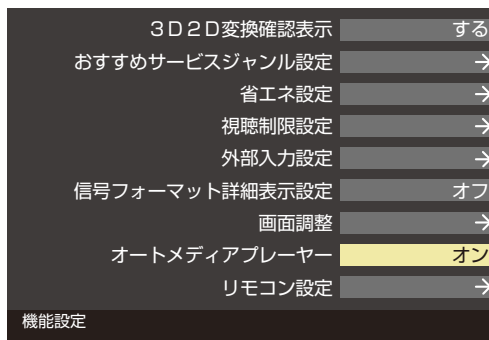 3D2D変換確認表示 する
おすすめサービスジャンル設定 →
省エネ設定 →
視聴制限設定 →
外部入力設定 →
信号フォーマット詳細表示設定 オフ
画面調整 →
オートメディアプレーヤー オン
リモコン設定 →
機能設定